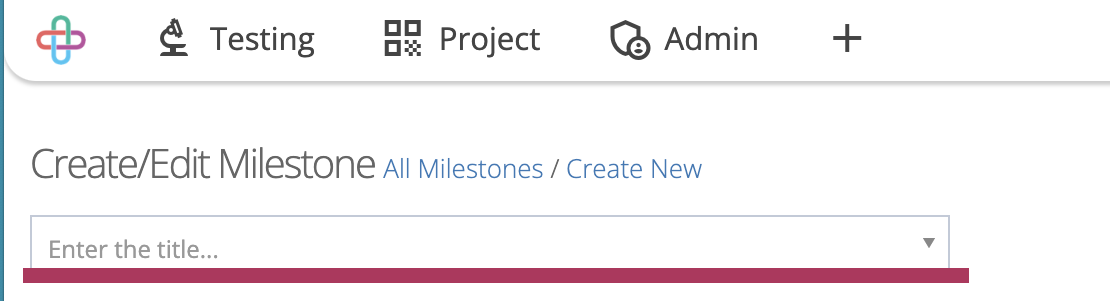 Testing Project Admin +
Create/Edit Milestone All Milestones / Create New
Enter the title...